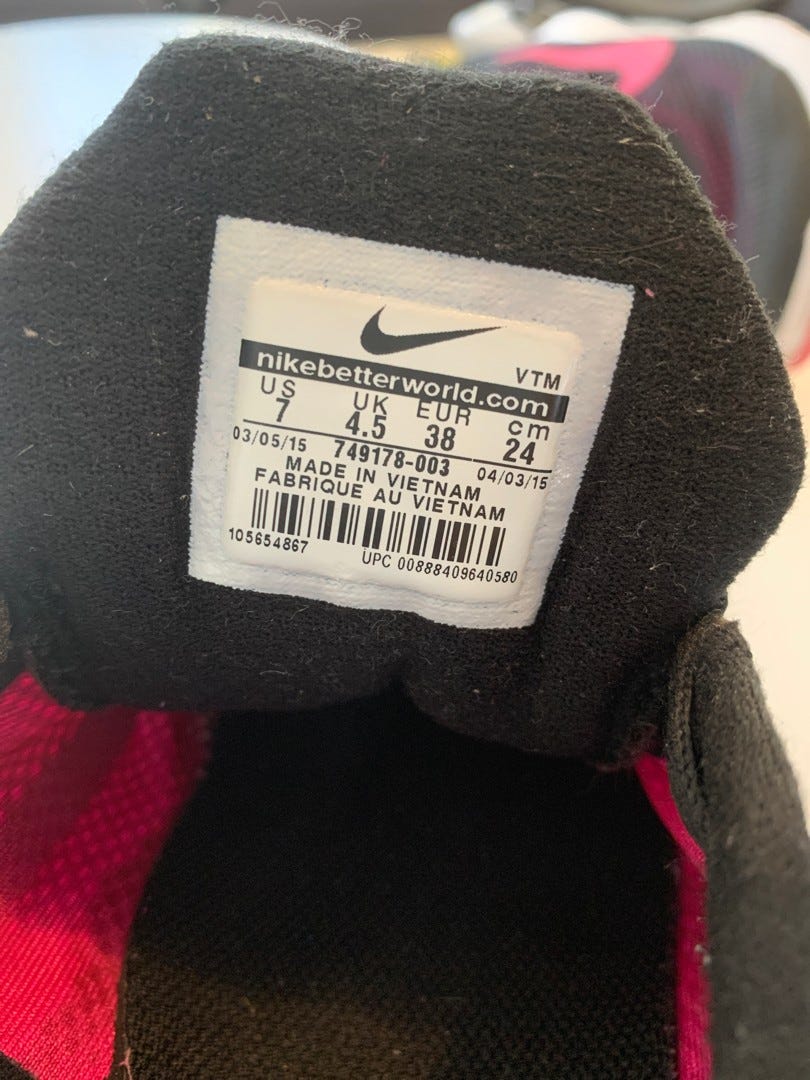 VTM
nikebetterworld.com
US UK EUR cm
7 4.5 38 24
03/05/15 749178-003 04/03/15
MADE IN VIETNAM
FABRIQUE AU VIETNAM
105654867 UPC 00888409640580